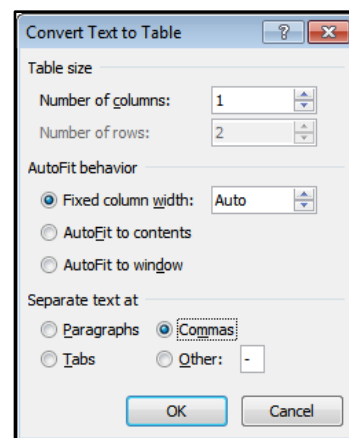 Convert Text to Table
Table size
Number of columns: 1
Number of rows: 2
AutoFit behavior
Fixed column width: Auto
AutoFit to contents
AutoFit to window
Separate text at
Paragraphs Commas
Tabs Other: -
OK Cancel